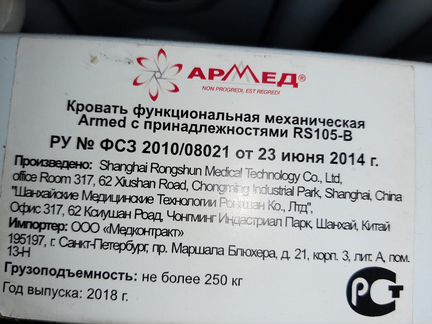 АРМЕД®
NON PROGREDI, EST REGREDI
Кровать функциональная механическая
Armed с принадлежностями RS105-B
РУ № ФСЗ 2010/08021 от 23 июня 2014 г.
Произведено: Shanghai Rongshun Medical Technology Co., Ltd,
office Room 317, 62 Xiushan Road, Chongming Industrial Park, Shanghai, China
"Шанхайские Медицинские Технологии Роншан Ко., Лтд",
Офис 317, 62 Ксиушан Роад, Чонгминг Индастриал Парк, Шанхай, Китай
Импортер: ООО «Медконтракт»
195197, г. Санкт-Петербург, пр. Маршала Блюхера, д. 21, корп. 3, лит. А, пом.
13-Н
Грузоподъемность: не более 250 кг
Год выпуска: 2018 г.
РСТ